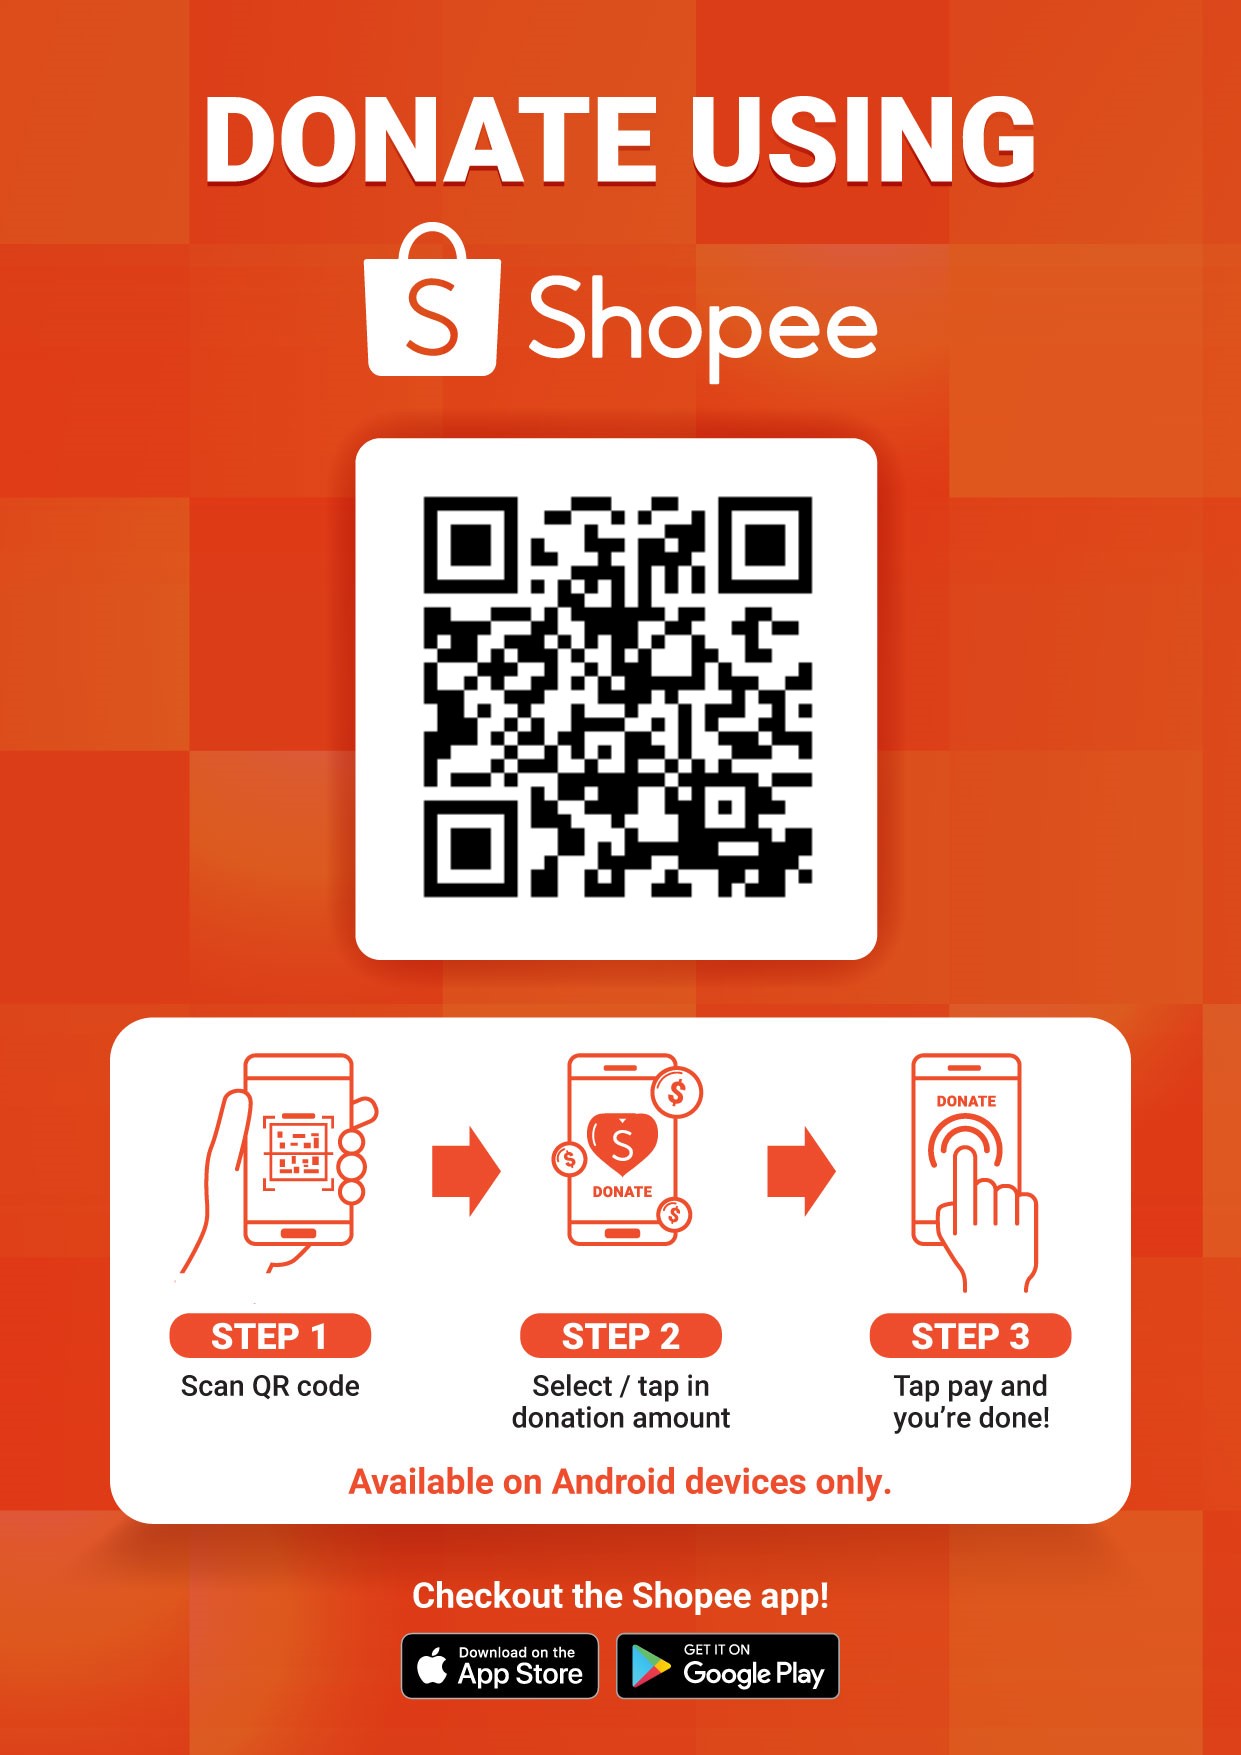 DONATE USING
S Shopee
DONATE
$
$
$
S
DONATE
STEP 1
Scan QR code
STEP 2
Select / tap in
donation amount
STEP 3
Tap pay and
you're done!
Available on Android devices only.
Checkout the Shopee app!
Download on the
App Store
GET IT ON
Google Play